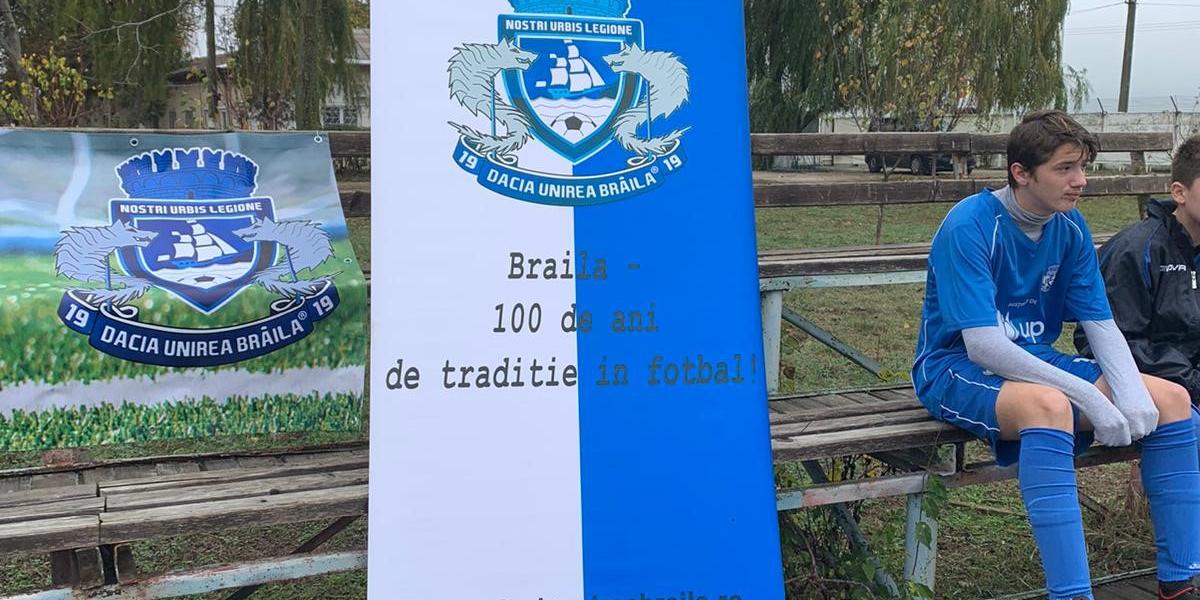 NOSTRI URBIS LEGIONE
19 DACIA UNIREA BRĂILA® 19
NOSTRI URBIS LEGIONE
19 DACIA UNIREA BRĂILA® 19
Braila -
100 de ani
de traditie in fotbal!
up